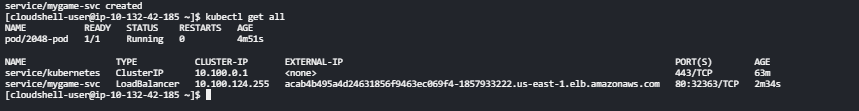 service/mygame-svc created
[cloudshell-user@ip-10-132-42-185 ~]$ kubectl get all
NAME READY STATUS RESTARTS AGE
pod/2048-pod 1/1 Running 0 4m51s
NAME TYPE CLUSTER-IP EXTERNAL-IP PORT(S) AGE
service/kubernetes ClusterIP 10.100.0.1 <none> 443/TCP 63m
service/mygame-svc LoadBalancer 10.100.124.255 acab4b495a4d24631856f9463ec069f4-1857933222.us-east-1.elb.amazonaws.com 80:32363/TCP 2m34s
[cloudshell-user@ip-10-132-42-185 ~]$